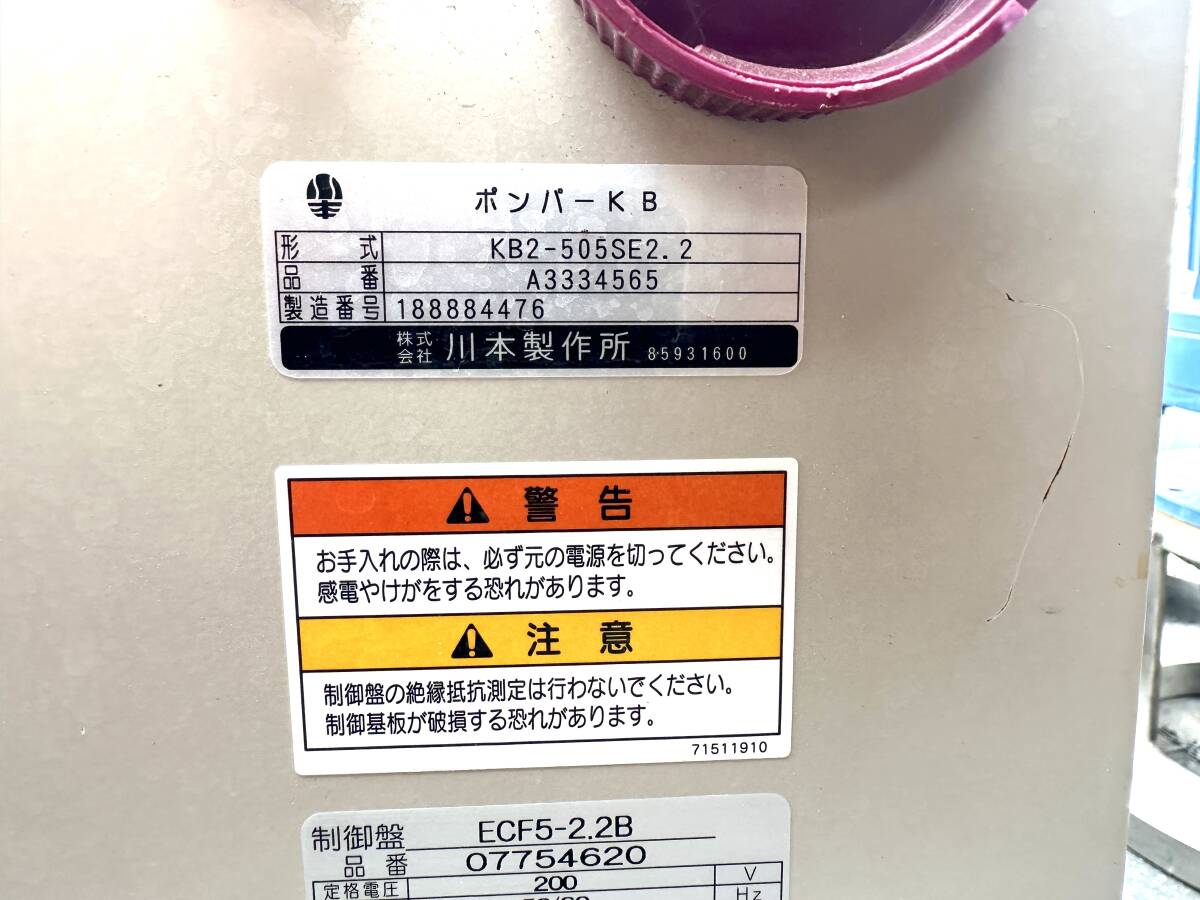 ポンパーKB
形式 KB2-505SE2.2
品番 A3334565
製造番号 188884476
株式会社 川本製作所 85931600
警告
お手入れの際は、必ず元の電源を切ってください。
感電やけがをする恐れがあります。
注意
制御盤の絶縁抵抗測定は行わないでください。
制御基板が破損する恐れがあります。
71511910
制御盤 ECF5-2.2B
品番 07754620
定格電圧 200 V
Hz